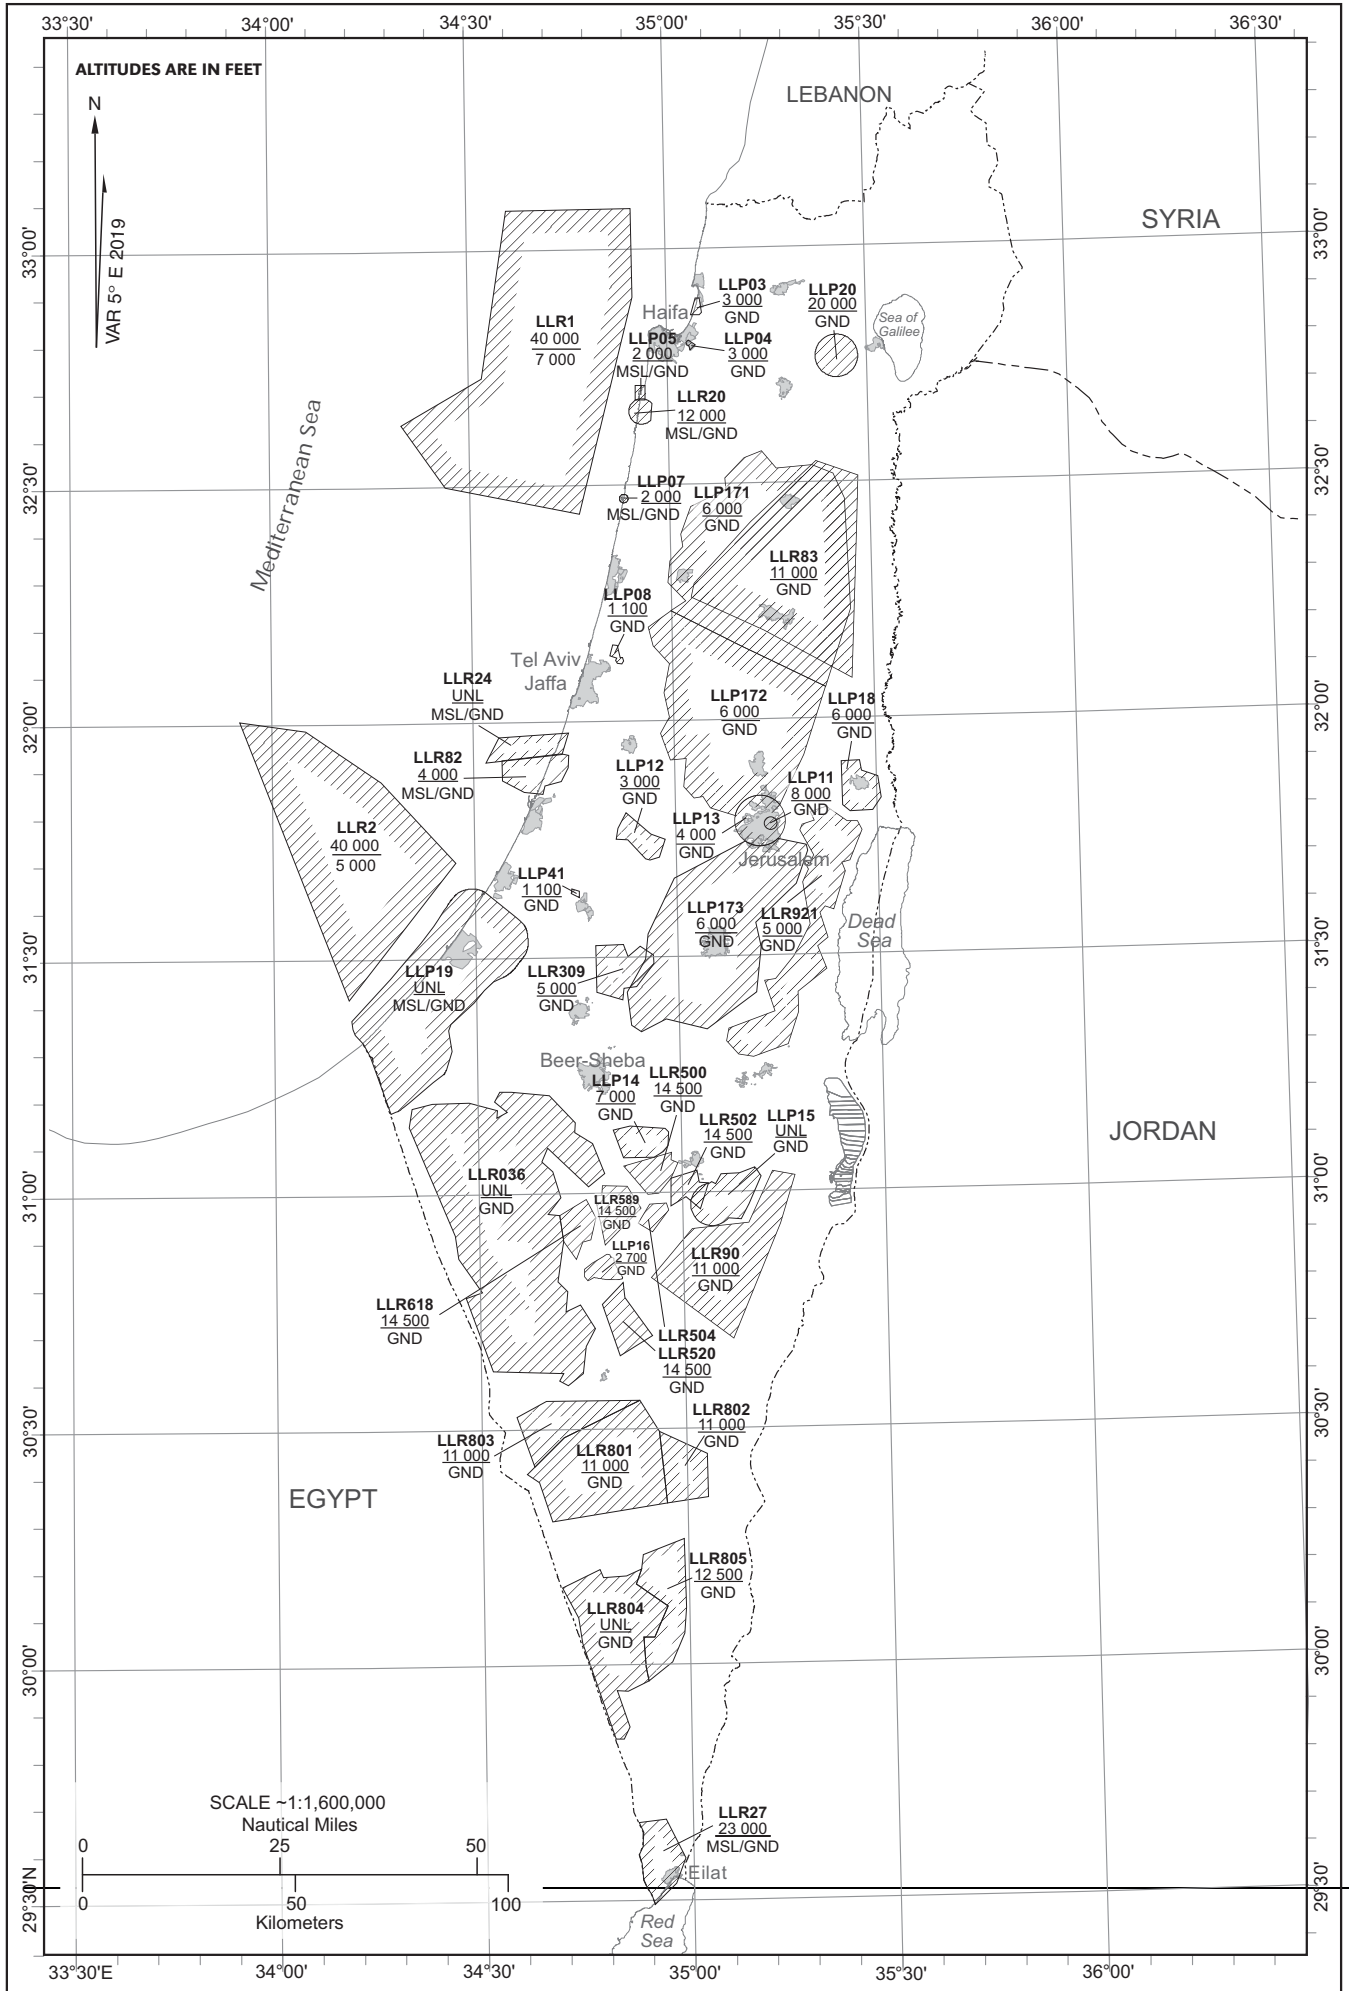 33°30' 34°00' 34°30' 35°00' 35°30' 36°00' 36°30'
ALTITUDES ARE IN FEET
N
VAR 5° E 2019
LEBANON
SYRIA
33°00'
33°00'
LLR1
40 000
7 000
Haifa
LLP03
3 000
GND
LLP20
20 000
GND
Sea of
Galilee
LLP05
2 000
MSL/GND
LLP04
3 000
GND
LLR20
12 000
MSL/GND
Mediterranean Sea
32°30'
32°30'
LLP07
2 000
MSL/GND
LLP171
6 000
GND
LLR83
11 000
GND
LLP08
1 100
GND
Tel Aviv
Jaffa
LLR24
UNL
MSL/GND
LLP172
6 000
GND
LLP18
6 000
GND
32°00'
32°00'
LLR82
4 000
MSL/GND
LLP12
3 000
GND
LLP11
8 000
GND
LLP13
4 000
GND
Jerusalem
LLR2
40 000
5 000
LLP41
1 100
GND
LLP173
6 000
GND
LLR921
5 000
GND
Dead
Sea
31°30'
31°30'
LLP19
UNL
MSL/GND
LLR309
5 000
GND
Beer-Sheba
LLP14
7 000
GND
LLR500
14 500
GND
LLR502
14 500
GND
LLP15
UNL
GND
JORDAN
31°00'
31°00'
LLR036
UNL
GND
LLR589
14 500
GND
LLP16
2 700
GND
LLR90
11 000
GND
LLR618
14 500
GND
LLR504
LLR520
14 500
GND
LLR802
11 000
GND
30°30'
30°30'
LLR803
11 000
GND
LLR801
11 000
GND
EGYPT
LLR805
12 500
GND
LLR804
UNL
GND
30°00'
30°00'
SCALE ~1:1,600,000
Nautical Miles
0 25 50
0 50 100
Kilometers
LLR27
23 000
MSL/GND
Eilat
29°30'N
29°30'
Red
Sea
33°30'E 34°00' 34°30' 35°00' 35°30' 36°00'